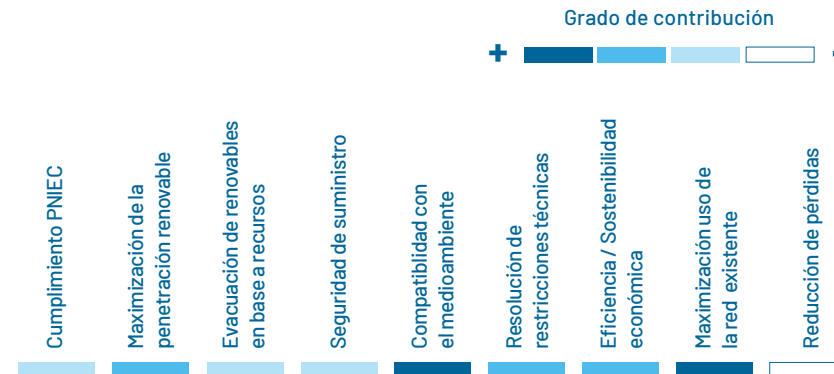 Grado de contribución
+
Cumplimiento PNIEC
Maximización de la
penetración renovable
Evacuación de renovables
en base a recursos
Seguridad de suministro
Compatiblidad con
el medioambiente
Resolución de
restricciones técnicas
Eficiencia / Sostenibilidad
económica
Maximización uso de
la red existente
Reducción de pérdidas